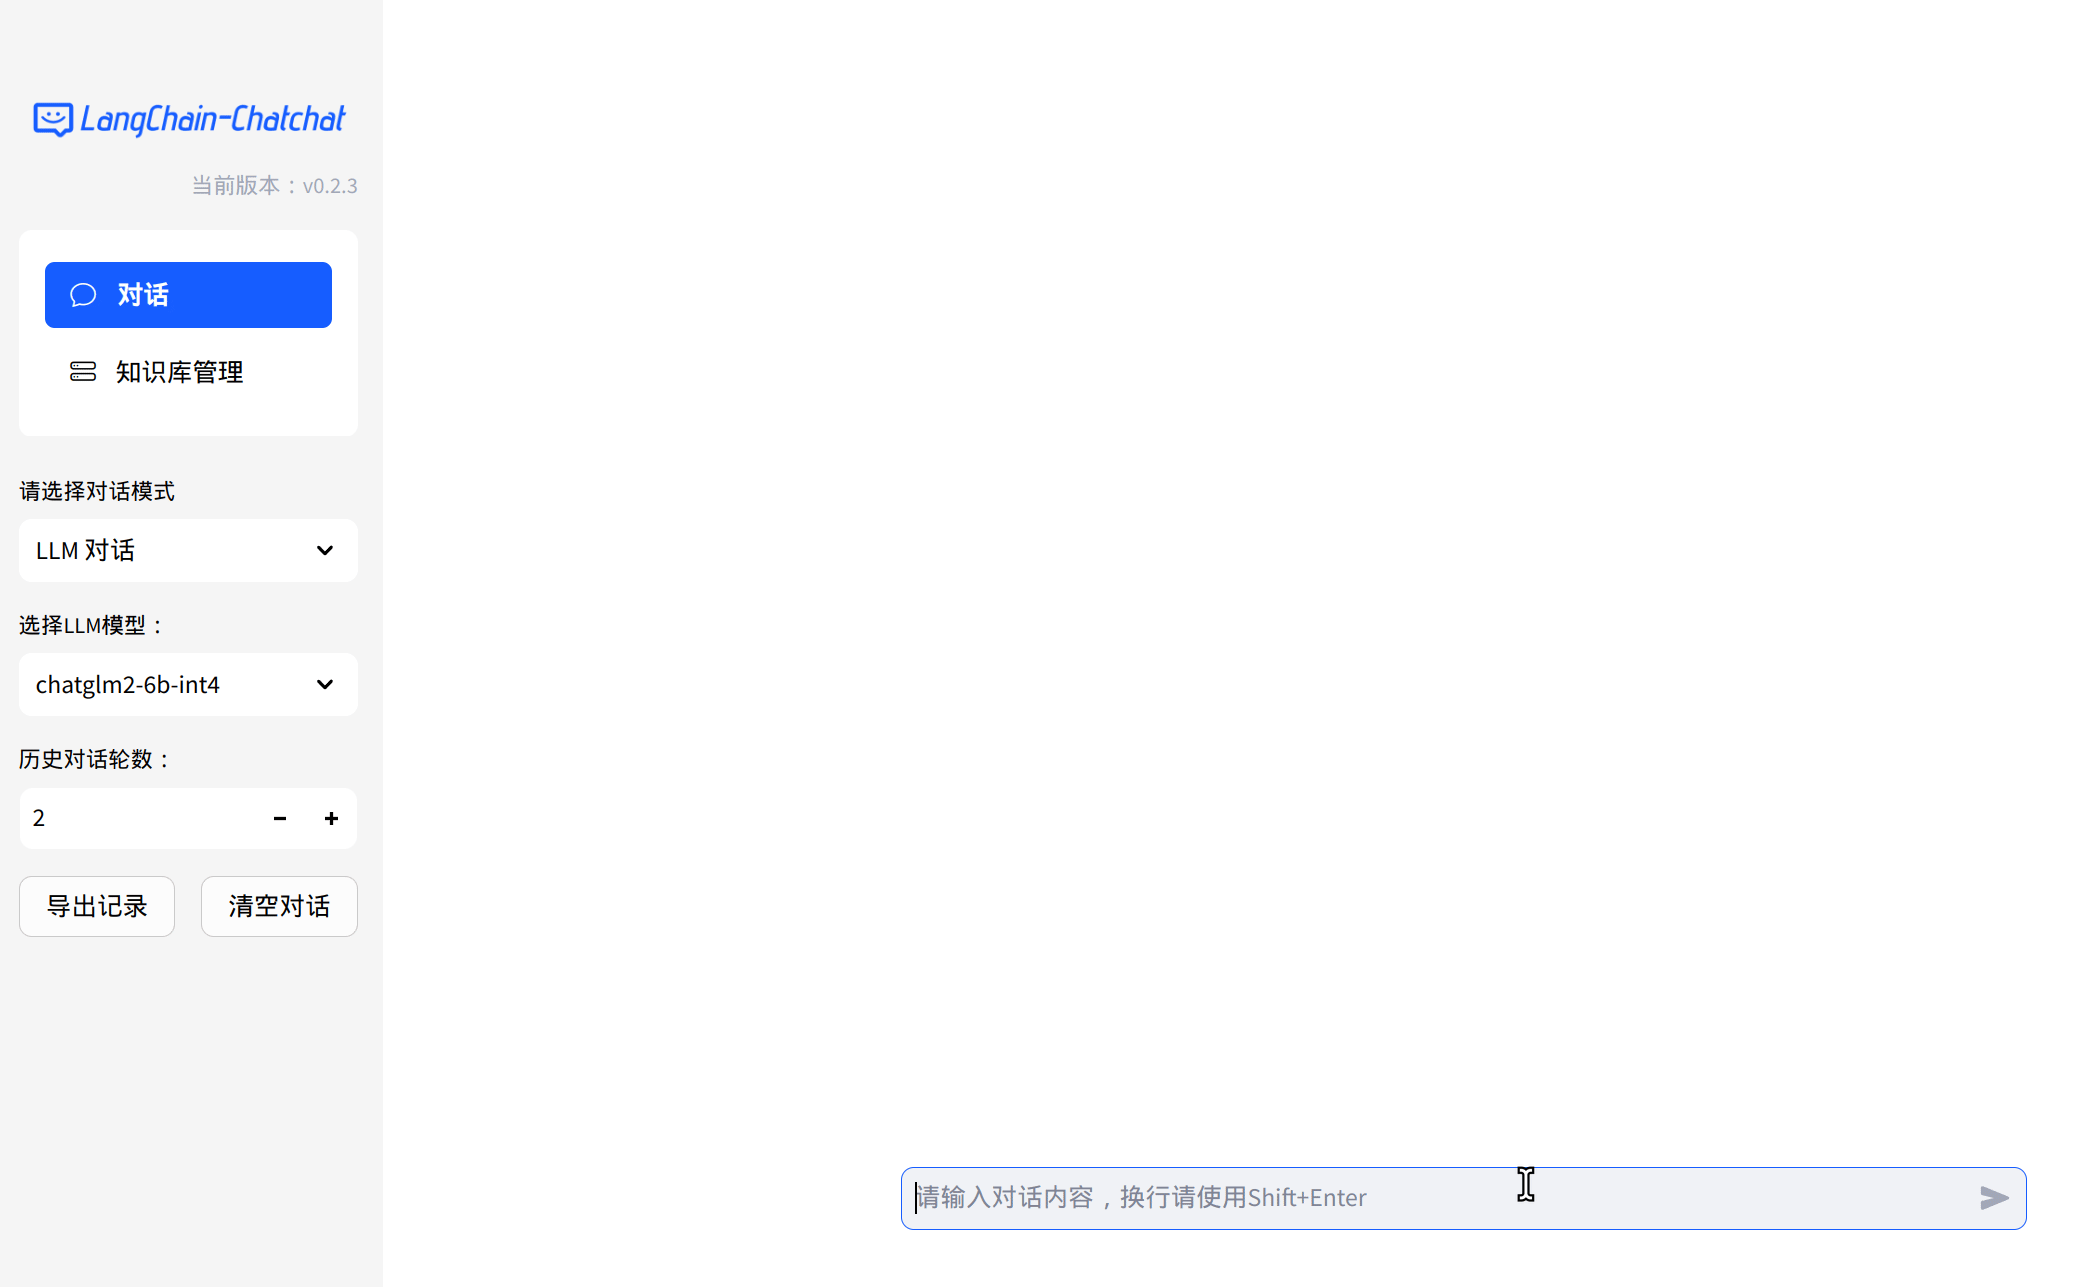 LangChain-Chatchat
当前版本：v0.2.3
对话
知识库管理
请选择对话模式
LLM 对话
选择LLM模型：
chatglm2-6b-int4
历史对话轮数：
2
导出记录 清空对话
请输入对话内容，换行请使用Shift+Enter